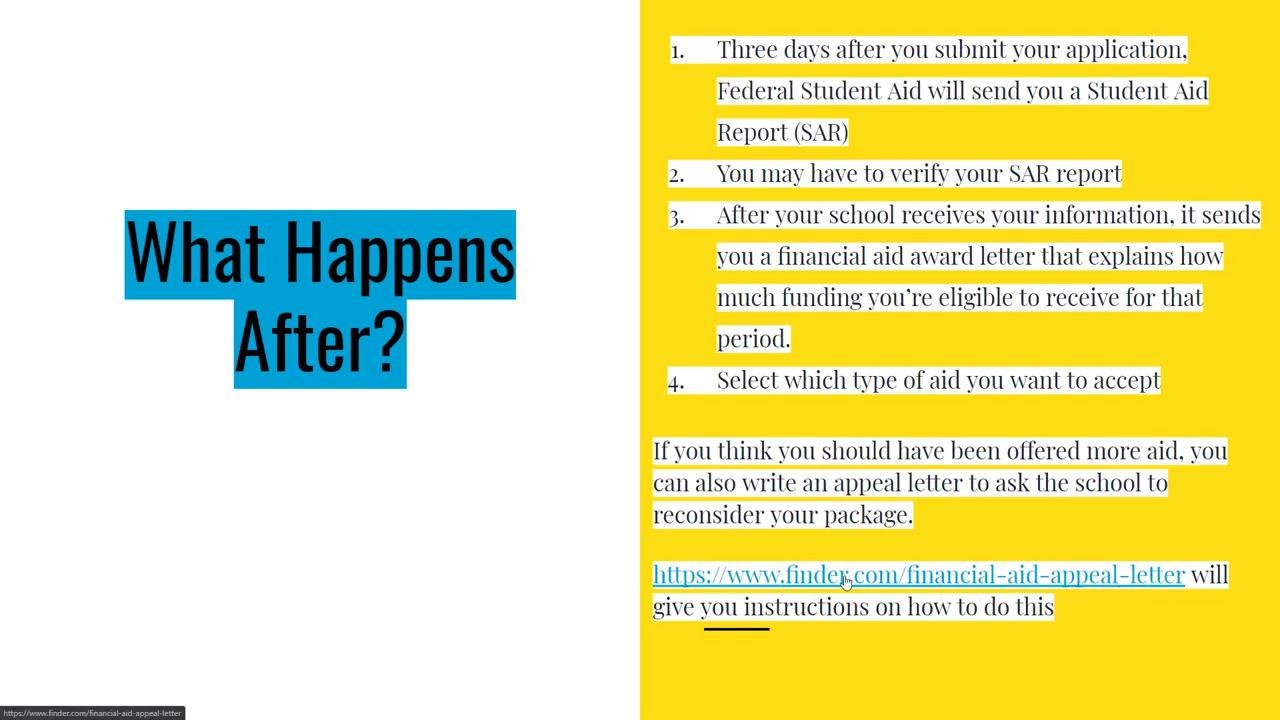 What Happens
After?
1. Three days after you submit your application,
Federal Student Aid will send you a Student Aid
Report (SAR)
2. You may have to verify your SAR report
3. After your school receives your information, it sends
you a financial aid award letter that explains how
much funding you’re eligible to receive for that
period.
4. Select which type of aid you want to accept
If you think you should have been offered more aid, you
can also write an appeal letter to ask the school to
reconsider your package.
https://www.finder.com/financial-aid-appeal-letter will
give you instructions on how to do this
https://www.finder.com/financial-aid-appeal-letter